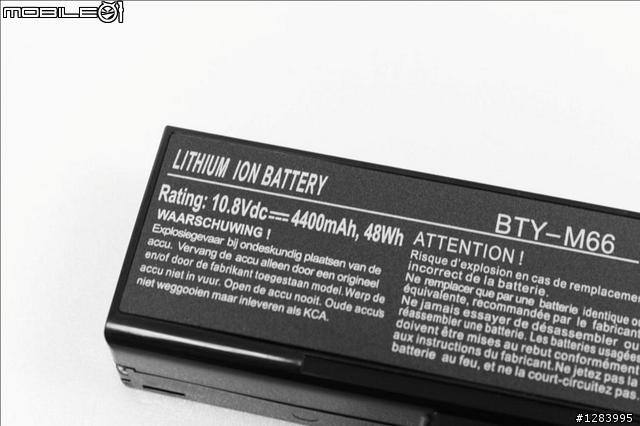 MOBILE01
LITHIUM ION BATTERY
Rating: 10.8Vdc 4400mAh, 48Wh
WAARSCHUWING !
Explosiegevaar bij ondeskundig plaatsen van de
accu. Vervang de accu alleen door een origineel
en/of door de fabrikant toegestaan model. Werp de
accu niet in vuur. Open de accu nooit. Oude accu's
niet weggooien maar inleveren als KCA.
BTY-M66
ATTENTION !
Risque d'explosion en cas de remplacement
incorrect de la batterie.
Ne remplacer que par une batterie identique ou
équivalente, recommandée par le fabricant
Ne jamais essayer de désassembler ou
réassembler une batterie. Les batteries usagées
doivent être mises au rebut conformément
aux instructions du fabricant. Ne jetez pas la
batterie au feu, et ne la court-circuitez pas
#1283995